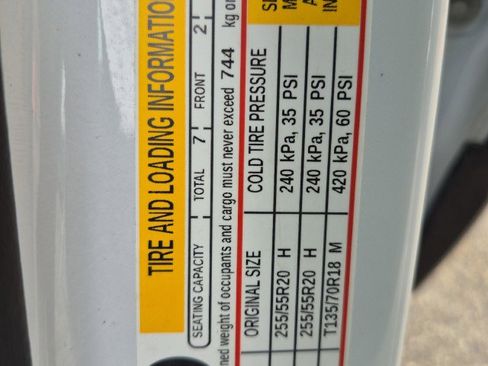 TIRE AND LOADING INFORMATION
SEATING CAPACITY TOTAL 7 FRONT 2
weight of occupants and cargo must never exceed 744 kg or
ORIGINAL SIZE COLD TIRE PRESSURE
255/55R20 H 240 kPa, 35 PSI
255/55R20 H 240 kPa, 35 PSI
T135/70R18 M 420 kPa, 60 PSI